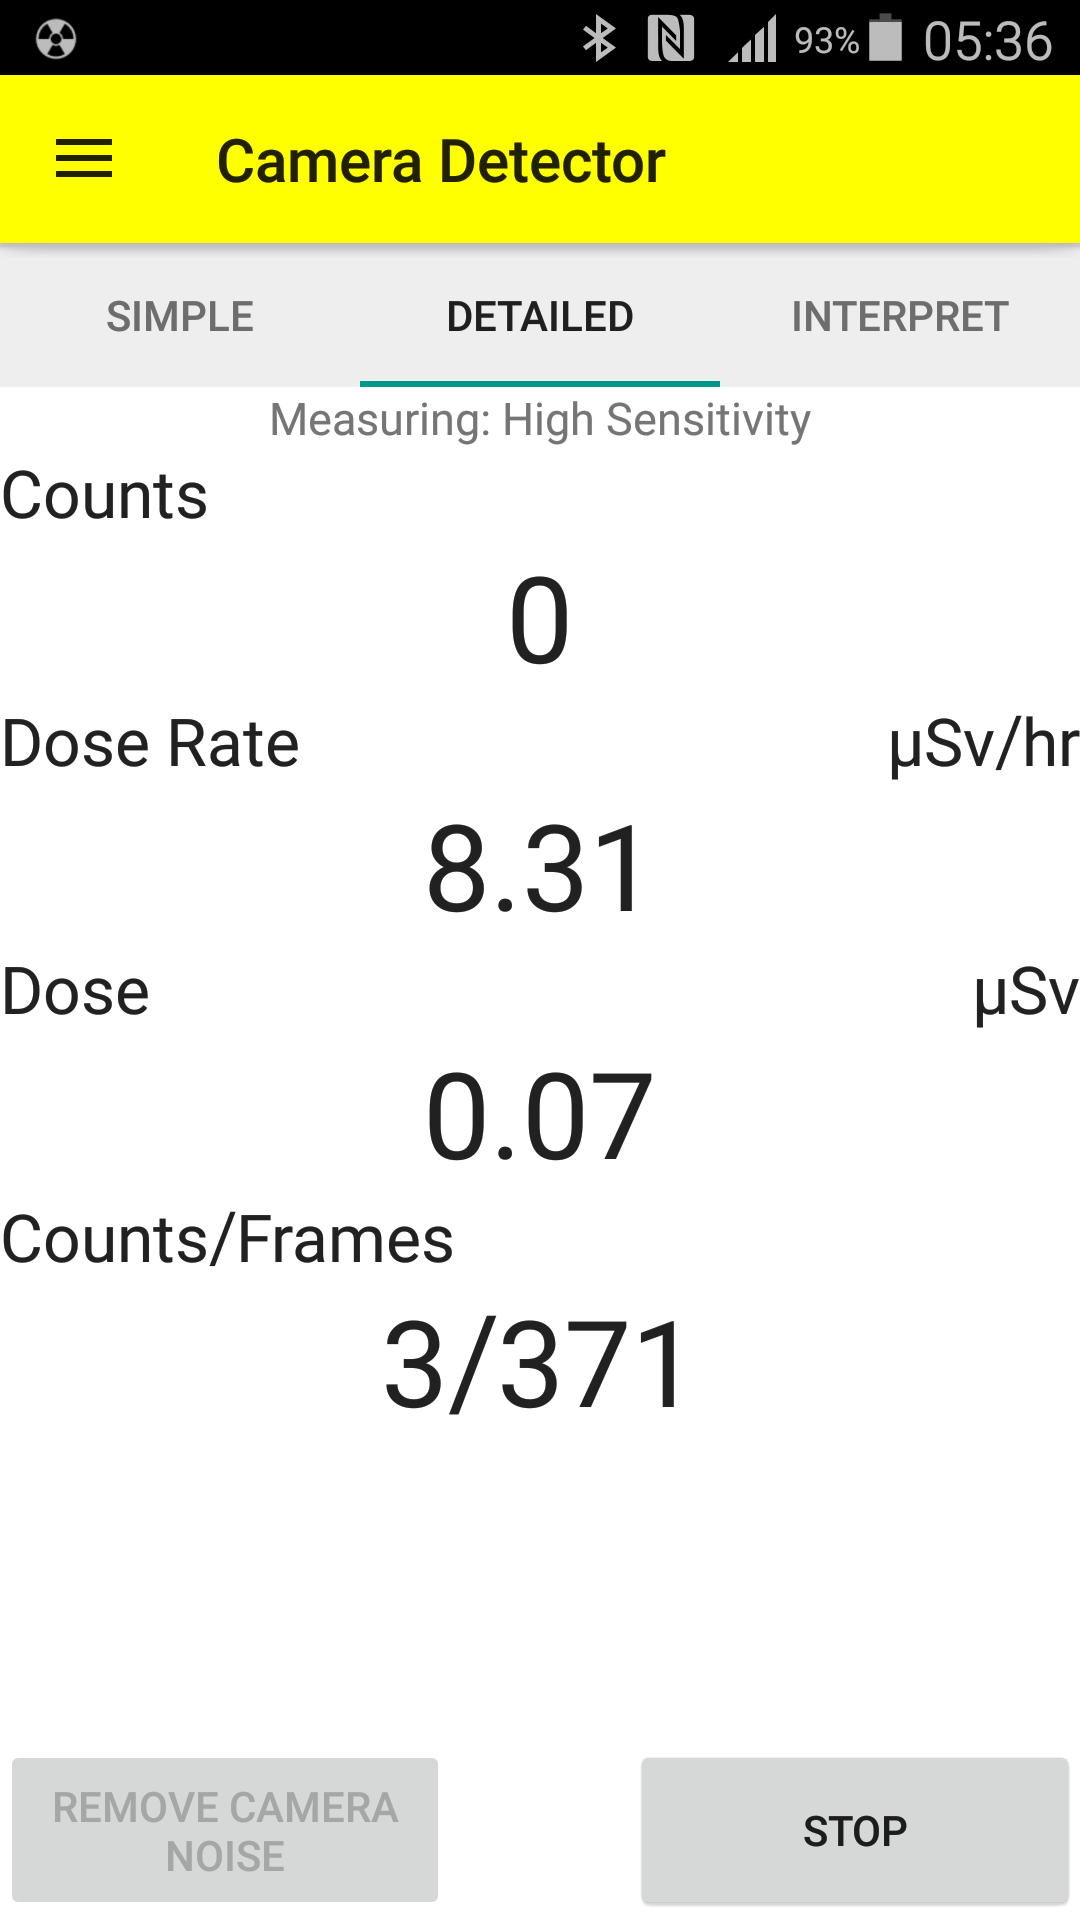 93% 05:36
Camera Detector
SIMPLE DETAILED INTERPRET
Measuring: High Sensitivity
Counts
0
Dose Rate µSv/hr
8.31
Dose µSv
0.07
Counts/Frames
3/371
REMOVE CAMERA
NOISE
STOP